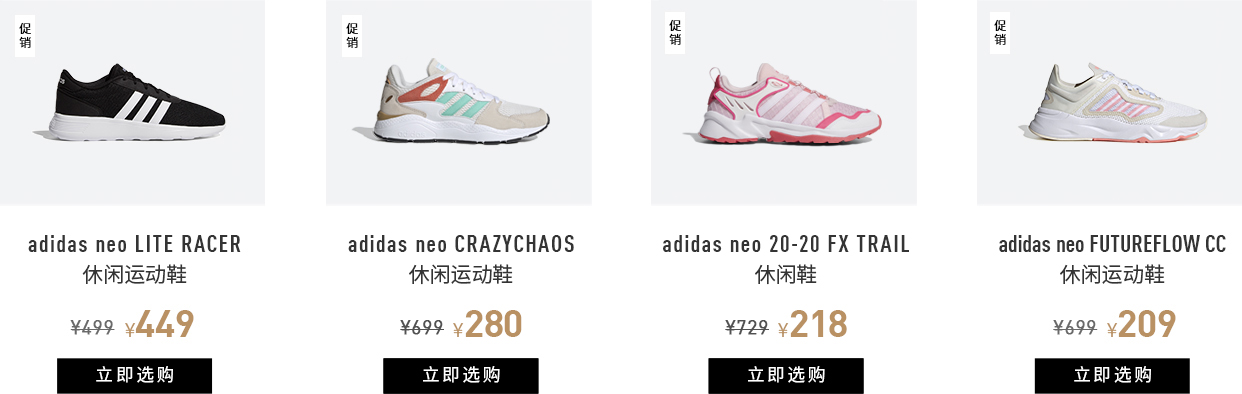 促销
促销
促销
促销
adidas neo LITE RACER
休闲运动鞋
¥499 ¥449
立即选购
adidas neo CRAZYCHAOS
休闲运动鞋
¥699 ¥280
立即选购
adidas neo 20-20 FX TRAIL
休闲鞋
¥729 ¥218
立即选购
adidas neo FUTUREFLOW CC
休闲运动鞋
¥699 ¥209
立即选购